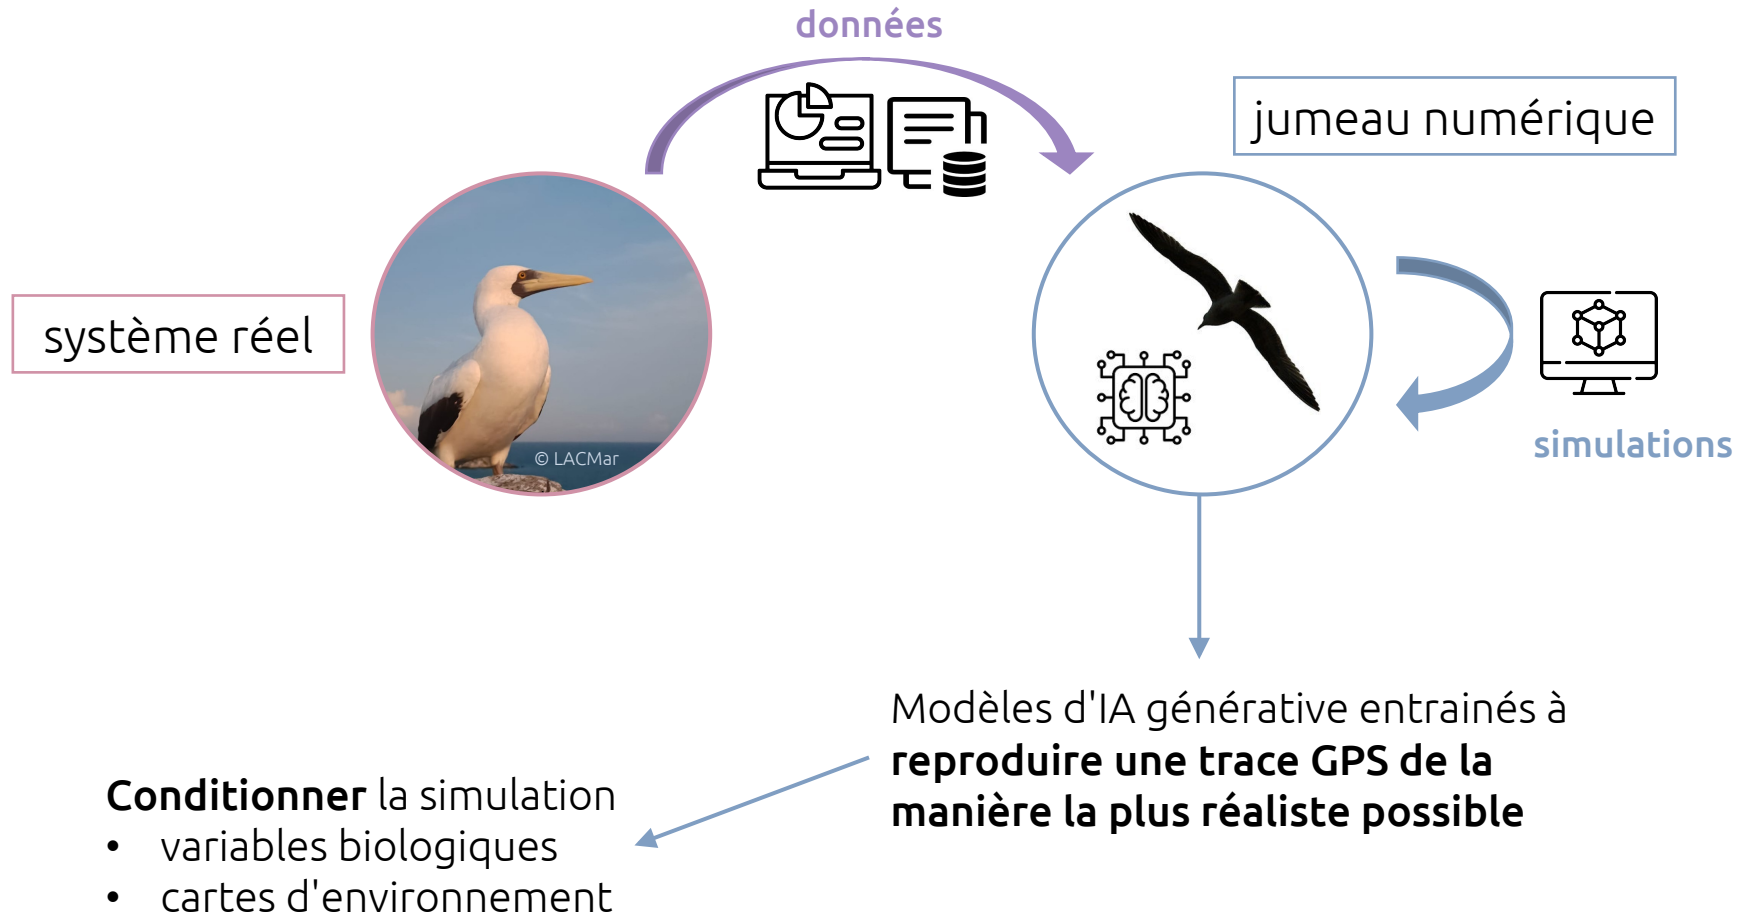 données
jumeau numérique
système réel
© LACMar
simulations
Modèles d'IA générative entrainés à
reproduire une trace GPS de la
manière la plus réaliste possible
Conditionner la simulation
• variables biologiques
• cartes d'environnement